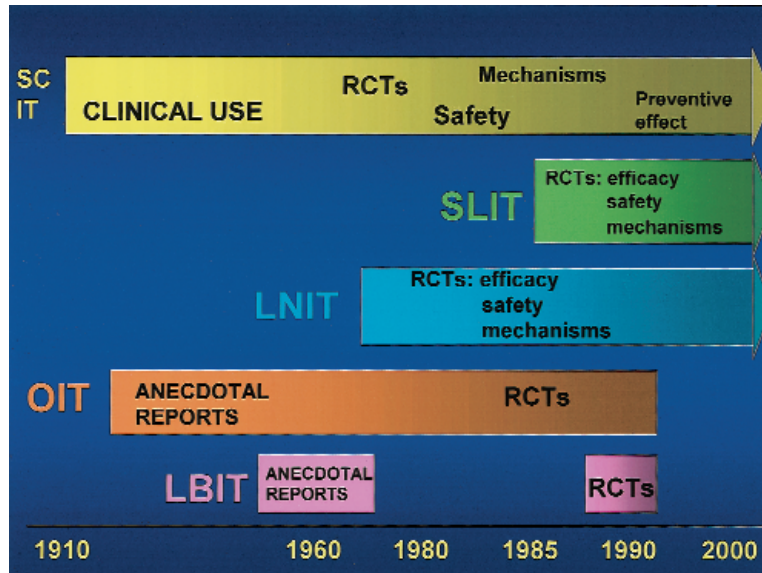 SC
IT
CLINICAL USE
RCTs
Mechanisms
Safety
Preventive
effect
SLIT
RCTs: efficacy
safety
mechanisms
LNIT
RCTs: efficacy
safety
mechanisms
OIT
ANECDOTAL
REPORTS
RCTs
LBIT
ANECDOTAL
REPORTS
RCTs
1910 1960 1980 1985 1990 2000